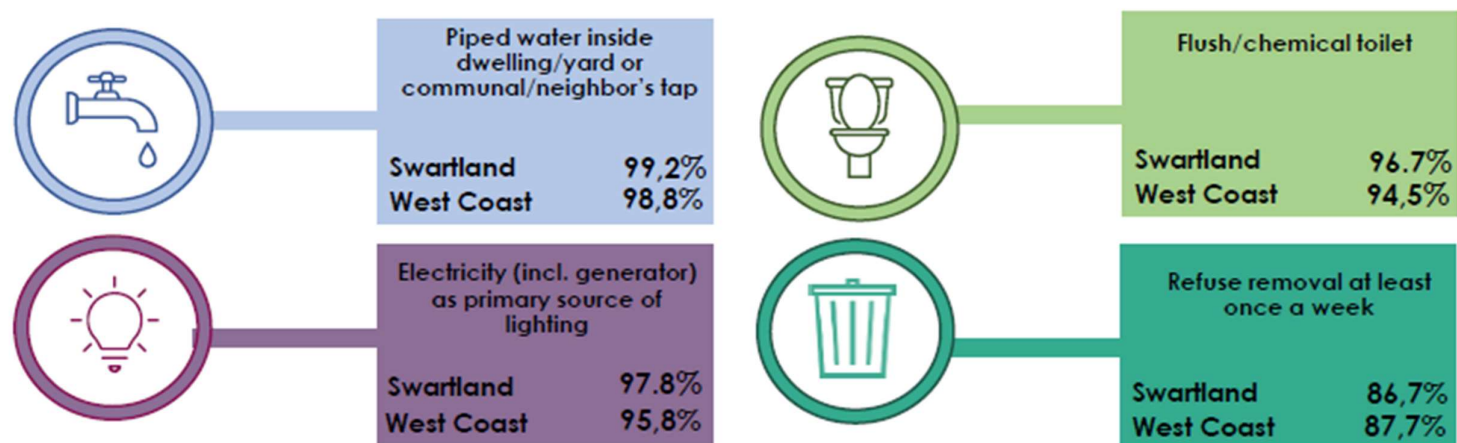 Piped water inside
dwelling/yard or
communal/neighbor's tap
Swartland 99,2%
West Coast 98,8%
Flush/chemical toilet
Swartland 96.7%
West Coast 94,5%
Electricity (incl. generator)
as primary source of
lighting
Swartland 97.8%
West Coast 95,8%
Refuse removal at least
once a week
Swartland 86,7%
West Coast 87,7%